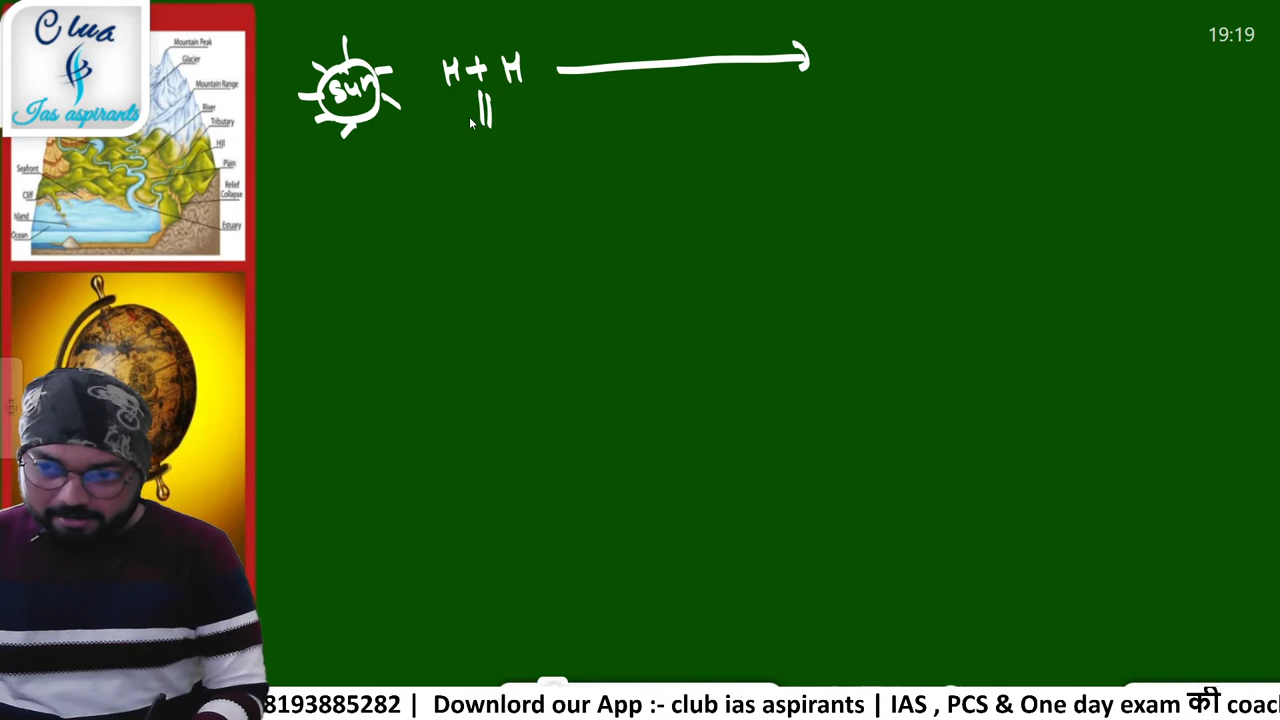 Clua
Ias aspirants
Mountain Peak
Glacier
Mountain Range
River
Tributary
Hill
Plain
Seafront
Relief
Collapse
Cliff
Island
Estuary
Ocean
Sun
H + H
19:19
8193885282 | Downlord our App :- club ias aspirants | IAS , PCS & One day exam की coac